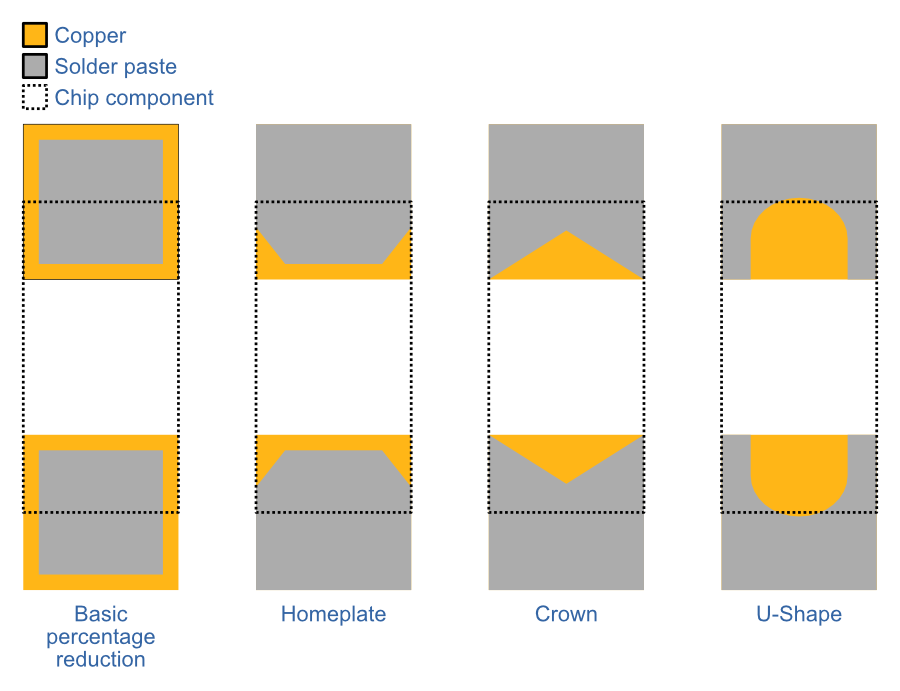 Copper
Solder paste
Chip component
Basic
percentage
reduction
Homeplate
Crown
U-Shape